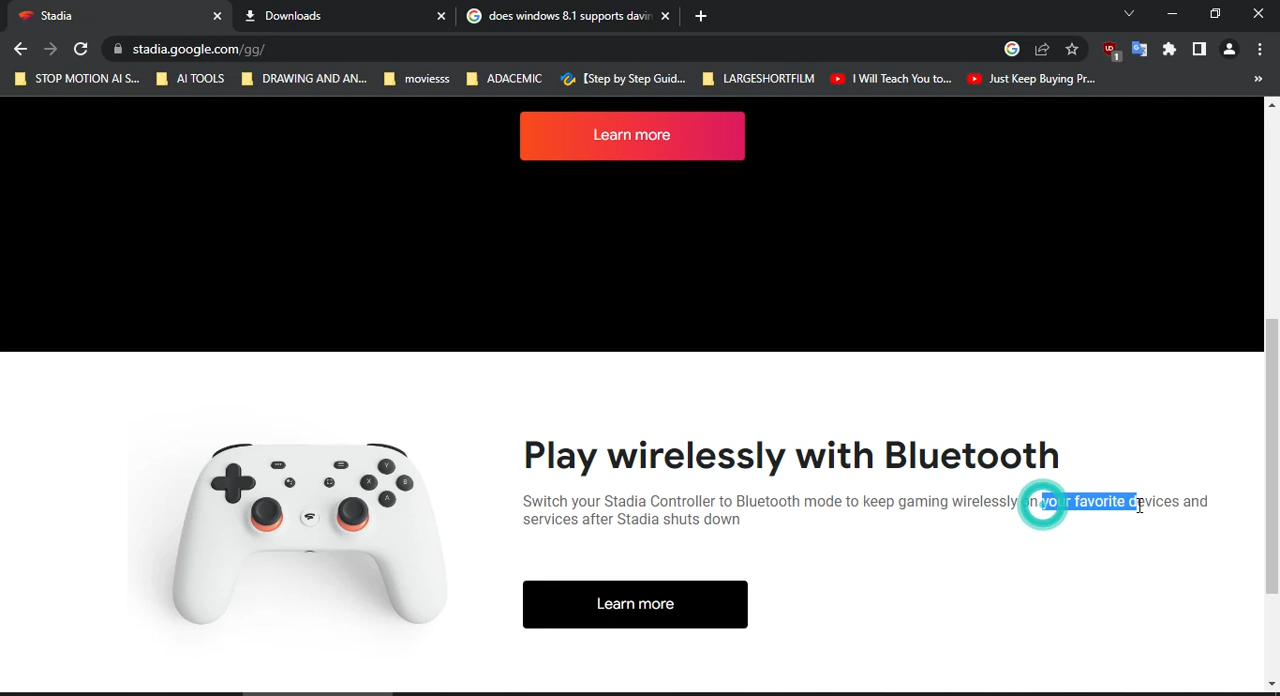 Stadia
Downloads
does windows 8.1 supports davin
stadia.google.com/gg/
STOP MOTION AI S...
AI TOOLS
DRAWING AND AN...
moviesss
ADACEMIC
【Step by Step Guid...
LARGESHORTFILM
I Will Teach You to...
Just Keep Buying Pr...
»
Learn more
Play wirelessly with Bluetooth
Switch your Stadia Controller to Bluetooth mode to keep gaming wirelessly on your favorite devices and
services after Stadia shuts down
Y
X
B
A
Learn more